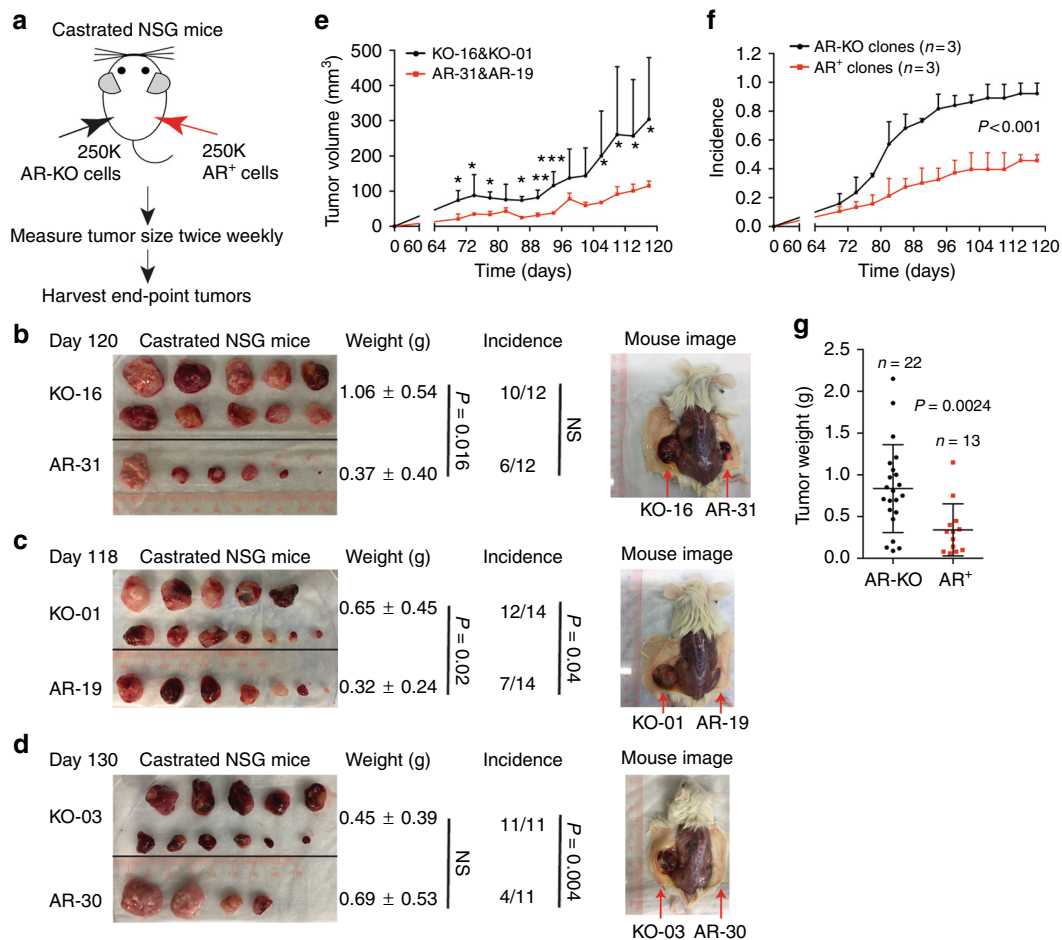 a
Castrated NSG mice
250K
AR-KO cells
250K
AR+ cells
Measure tumor size twice weekly
Harvest end-point tumors
e
KO-16&KO-01
AR-31&AR-19
Tumor volume (mm³)
500
400
300
200
100
0
* * * * * * * * * * * * * *
0 60 64 72 80 88 96 104 112 120
Time (days)
f
AR-KO clones (n=3)
AR+ clones (n=3)
Incidence
1.2
1.0
0.8
0.6
0.4
0.2
0.0
P<0.001
0 60 64 72 80 88 96 104 112 120
Time (days)
b
Day 120 Castrated NSG mice Weight (g) Incidence Mouse image
KO-16
1.06 ± 0.54
10/12
P = 0.016
NS
AR-31
0.37 ± 0.40
6/12
KO-16 AR-31
c
Day 118 Castrated NSG mice Weight (g) Incidence Mouse image
KO-01
0.65 ± 0.45
12/14
P = 0.02
P = 0.04
AR-19
0.32 ± 0.24
7/14
KO-01 AR-19
d
Day 130 Castrated NSG mice Weight (g) Incidence Mouse image
KO-03
0.45 ± 0.39
11/11
NS
P = 0.004
AR-30
0.69 ± 0.53
4/11
KO-03 AR-30
g
Tumor weight (g)
2.5
2.0
1.5
1.0
0.5
0.0
n = 22
P = 0.0024
n = 13
AR-KO AR+